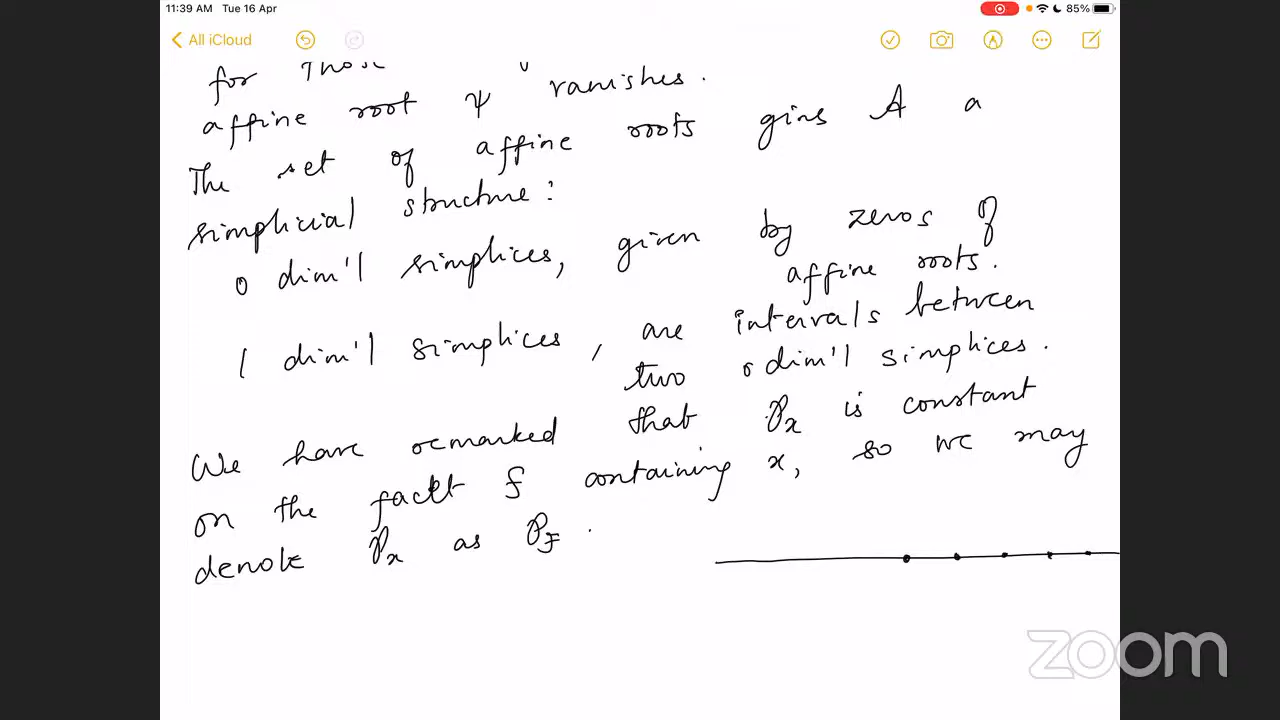 11:39 AM Tue 16 Apr
85%
All iCloud
for those
affine root ψ vanishes.
The set of affine roots gives A a
simplicial structure:
0 dim'l simplices, given by zeros of
affine roots.
1 dim'l simplices, are intervals between
two 0 dim'l simplices.
We have remarked that P_x is constant
on the facet F containing x, so we may
denote P_x as P_F.
zoom